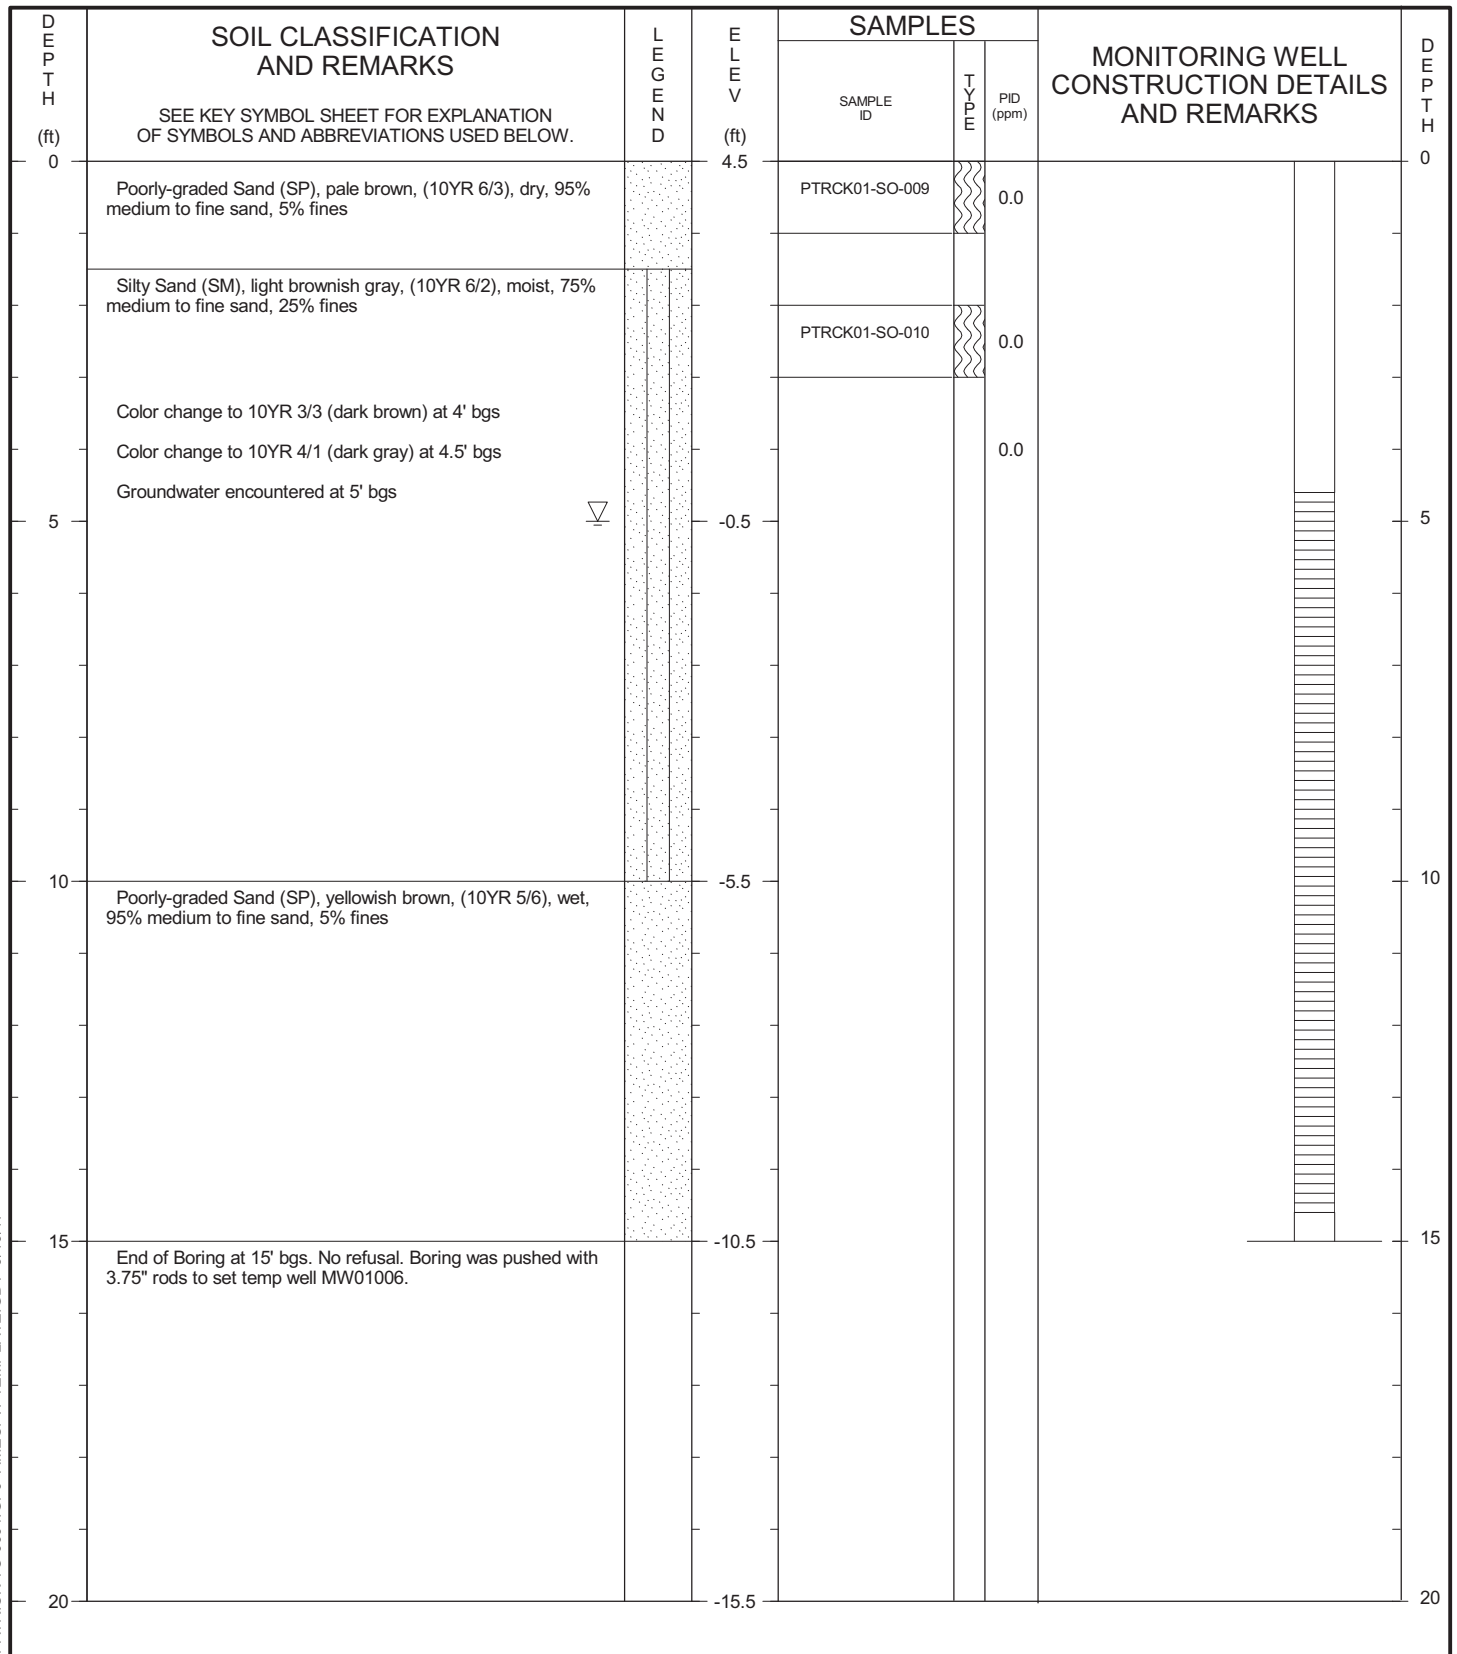 DEPTH
(ft)
SOIL CLASSIFICATION
AND REMARKS
SEE KEY SYMBOL SHEET FOR EXPLANATION
OF SYMBOLS AND ABBREVIATIONS USED BELOW.
LEGEND
ELEV
(ft)
SAMPLES
SAMPLE
ID
TYPE
PID
(ppm)
MONITORING WELL
CONSTRUCTION DETAILS
AND REMARKS
DEPTH
0
4.5
0
Poorly-graded Sand (SP), pale brown, (10YR 6/3), dry, 95%
medium to fine sand, 5% fines
PTRCK01-SO-009
0.0
Silty Sand (SM), light brownish gray, (10YR 6/2), moist, 75%
medium to fine sand, 25% fines
PTRCK01-SO-010
0.0
Color change to 10YR 3/3 (dark brown) at 4' bgs
Color change to 10YR 4/1 (dark gray) at 4.5' bgs
0.0
Groundwater encountered at 5' bgs
5
-0.5
5
10
-5.5
10
Poorly-graded Sand (SP), yellowish brown, (10YR 5/6), wet,
95% medium to fine sand, 5% fines
15
-10.5
15
End of Boring at 15' bgs. No refusal. Boring was pushed with
3.75" rods to set temp well MW01006.
20
-15.5
20